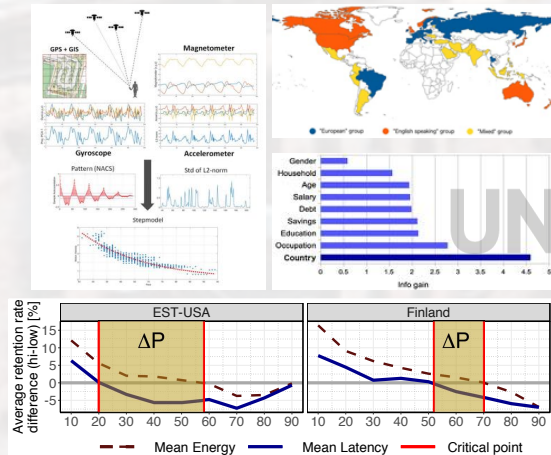 GPS + GIS
Magnetometer
Gyroscope
Accelerometer
Pattern (NACS)
Std of L2-norm
Stepmodel
"European" group
"English speaking" group
"Mixed" group
Gender
Household
Age
Salary
Debt
Savings
Education
Occupation
Country
UN
0 0.5 1 1.5 2 2.5 3 3.5 4 4.5 5
Info gain
Average retention rate
difference (hi-low) [%]
EST-USA
Finland
ΔP
ΔP
15
10
5
0
-5
10 20 30 40 50 60 70 80 90
10 20 30 40 50 60 70 80 90
Mean Energy
Mean Latency
Critical point